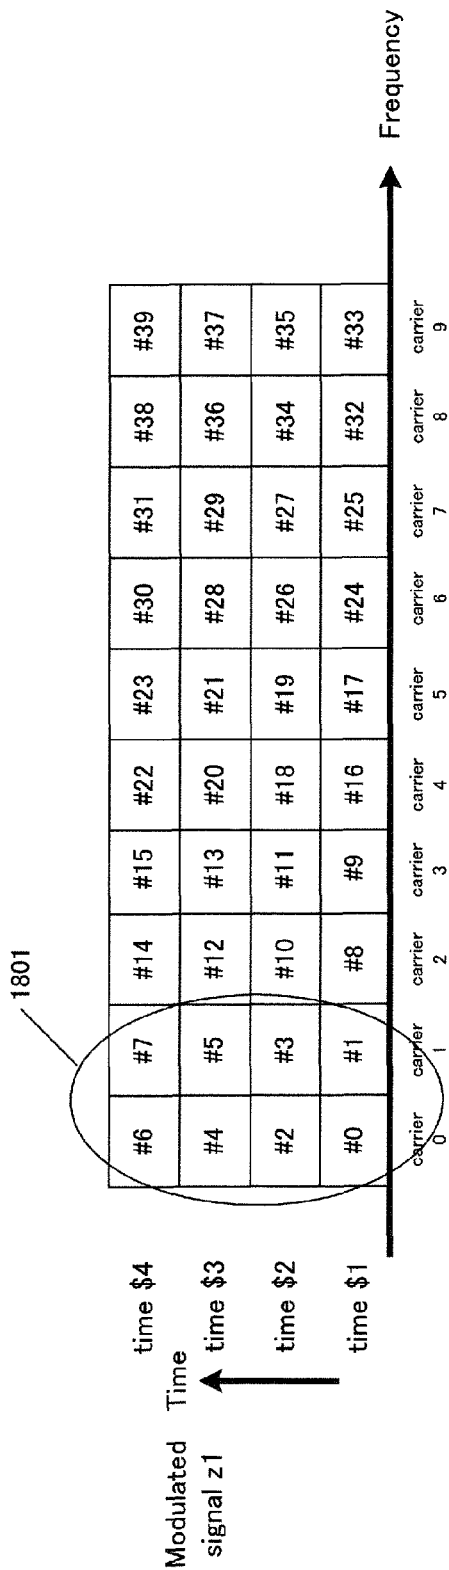 1801
Modulated
signal z1
Time
time $4 #6 #7 #14 #15 #22 #23 #30 #31 #38 #39
time $3 #4 #5 #12 #13 #20 #21 #28 #29 #36 #37
time $2 #2 #3 #10 #11 #18 #19 #26 #27 #34 #35
time $1 #0 #1 #8 #9 #16 #17 #24 #25 #32 #33
Frequency
carrier carrier carrier carrier carrier carrier carrier carrier carrier carrier
0 1 2 3 4 5 6 7 8 9